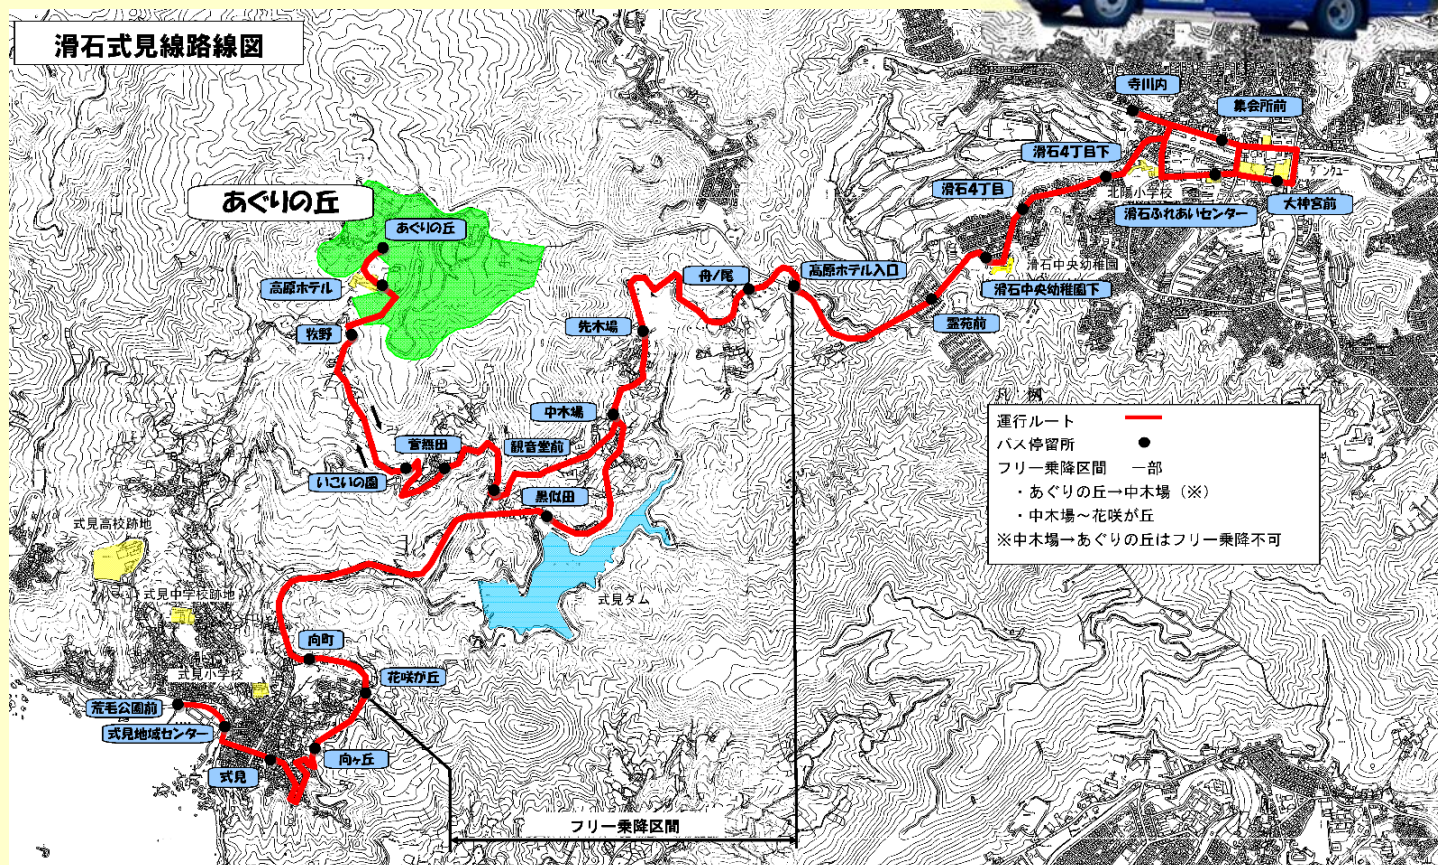 滑石式見線路線図
寺川内
集会所前
滑石4丁目下
滑石4丁目
北陽小学校
ダンクユー
大神宮前
滑石ふれあいセンター
あぐりの丘
あぐりの丘
高原ホテル
牧野
舟ノ尾
高原ホテル入口
滑石中央幼稚園
滑石中央幼稚園下
霊苑前
先木場
中木場
菅無田
観音堂前
いこいの園
黒似田
凡 例
運行ルート
バス停留所
フリー乗降区間 一部
・あぐりの丘→中木場（※）
・中木場～花咲が丘
※中木場→あぐりの丘はフリー乗降不可
式見高校跡地
式見中学校跡地
式見ダム
向町
式見小学校
花咲が丘
荒毛公園前
式見地域センター
向ヶ丘
式見
フリー乗降区間